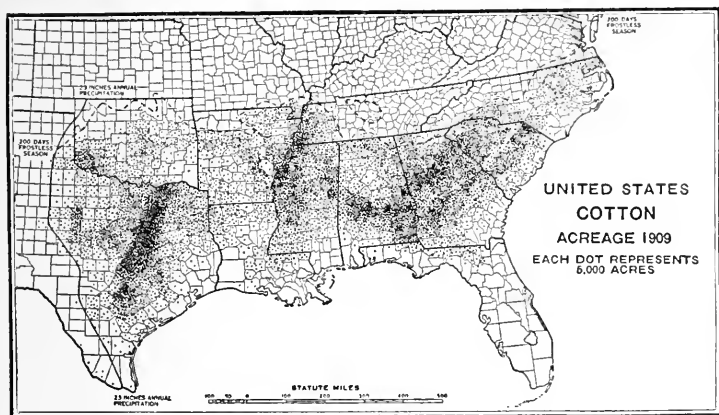 200 DAYS
FROSTLESS
SEASON
23 INCHES ANNUAL
PRECIPITATION
200 DAYS
FROSTLESS
SEASON
UNITED STATES
COTTON
ACREAGE 1909
EACH DOT REPRESENTS
5,000 ACRES
STATUTE MILES
100 50 0 100 200 300 400 500
23 INCHES ANNUAL
PRECIPITATION